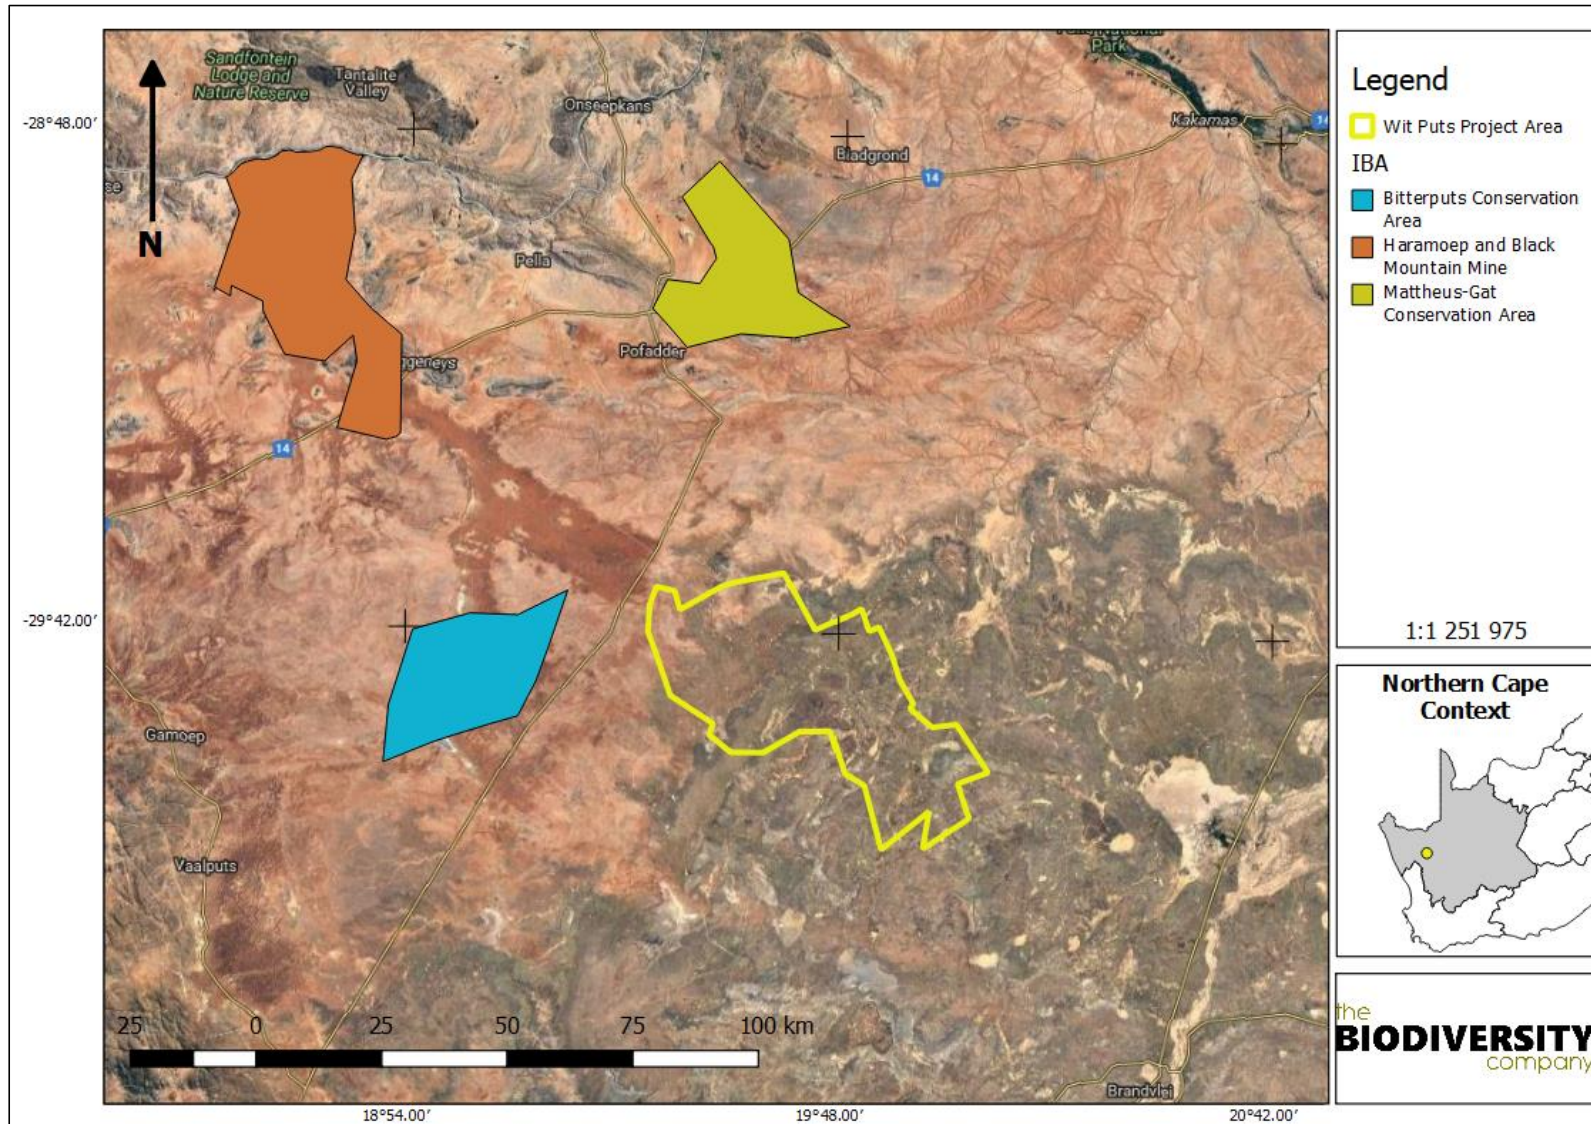 Sandfontein
Lodge and
Nature Reserve
Tantalite
Valley
Onseepkans
Park
Kakamas
14
Bladgrond
14
-28°48.00'
N
Pella
Pofadder
ggeneys
14
-29°42.00'
Gamoep
Vaalputs
Brandvlei
25 0 25 50 75 100 km
18°54.00' 19°48.00' 20°42.00'
Legend
Wit Puts Project Area
IBA
Bitterputs Conservation
Area
Haramoep and Black
Mountain Mine
Mattheus-Gat
Conservation Area
1:1 251 975
Northern Cape
Context
the
BIODIVERSITY
company